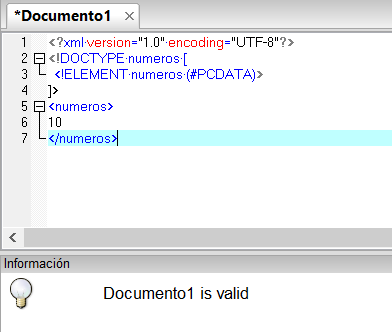 *Documento1
1 <?xml version="1.0" encoding="UTF-8"?>
2 <!DOCTYPE numeros [
3 <!ELEMENT numeros (#PCDATA)>
4 ]>
5 <numeros>
6 10
7 </numeros>
Información
Documento1 is valid